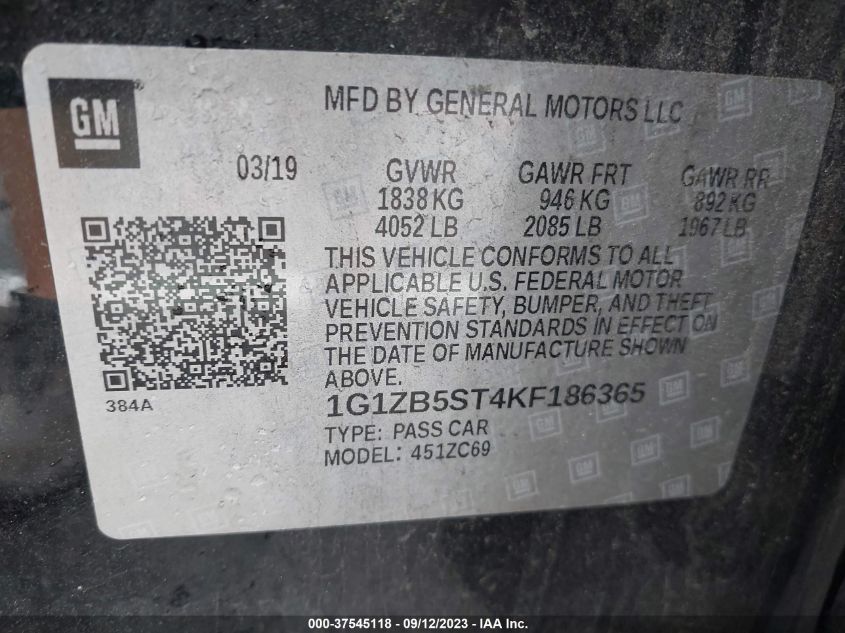 GM
MFD BY GENERAL MOTORS LLC
03/19 GVWR GAWR FRT GAWR RR
1838 KG 946 KG 892 KG
4052 LB 2085 LB 1967 LB
THIS VEHICLE CONFORMS TO ALL
APPLICABLE U.S. FEDERAL MOTOR
VEHICLE SAFETY, BUMPER, AND THEFT
PREVENTION STANDARDS IN EFFECT ON
THE DATE OF MANUFACTURE SHOWN
ABOVE.
384A
1G1ZB5ST4KF186365
TYPE: PASS CAR
MODEL: 451ZC69
000-37545118 - 09/12/2023 - IAA Inc.